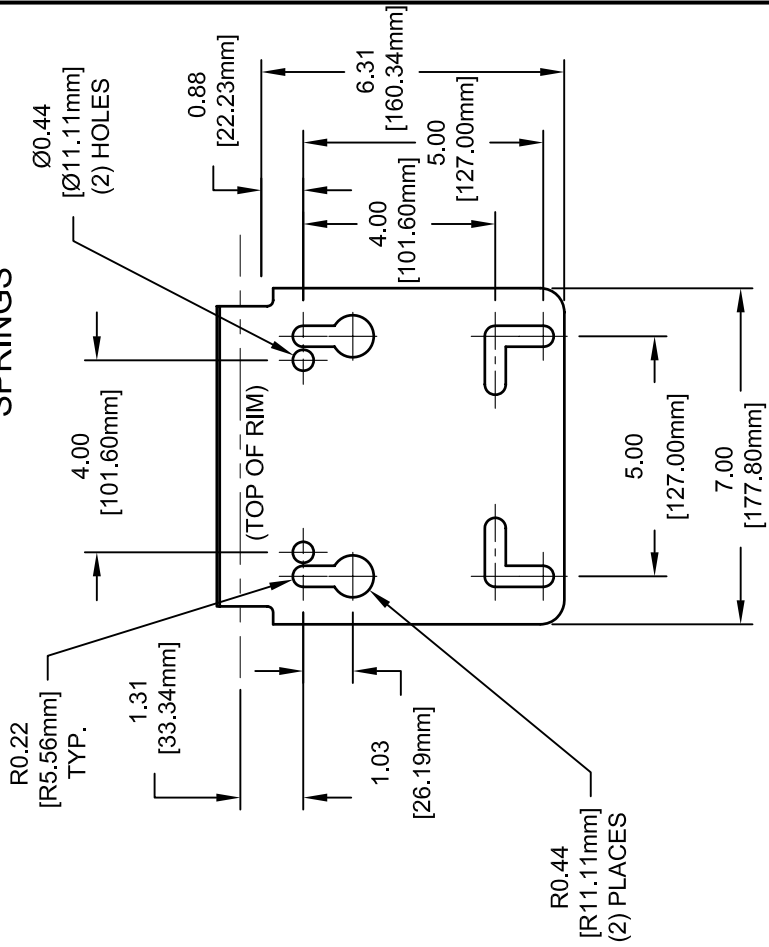 SPRINGS
Ø0.44
[Ø11.11mm]
(2) HOLES
0.88
[22.23mm]
6.31
[160.34mm]
5.00
[127.00mm]
4.00
[101.60mm]
4.00
[101.60mm]
(TOP OF RIM)
R0.22
[R5.56mm]
TYP.
1.31
[33.34mm]
1.03
[26.19mm]
R0.44
[R11.11mm]
(2) PLACES
5.00
[127.00mm]
7.00
[177.80mm]